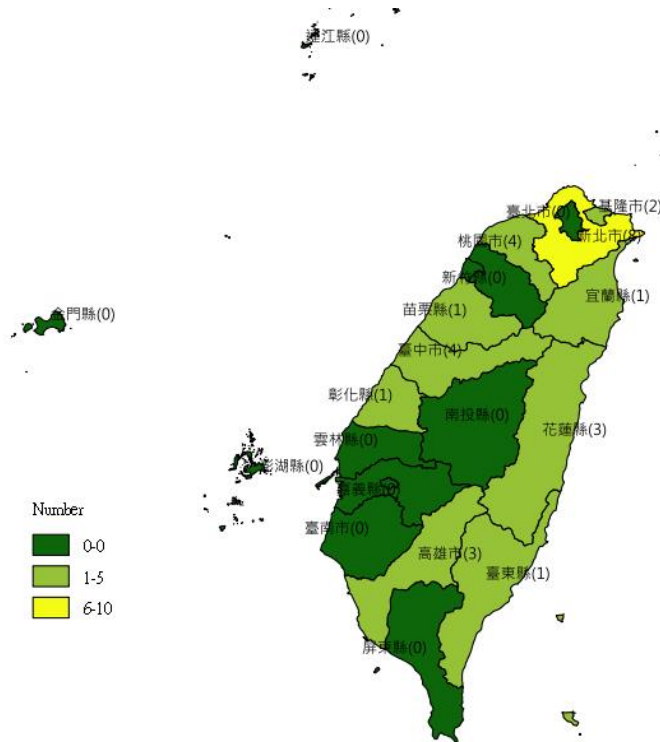 連江縣(0)
臺北市(0)
基隆市(2)
新北市(8)
桃園市(4)
新竹縣(0)
宜蘭縣(1)
苗栗縣(1)
金門縣(0)
臺中市(4)
彰化縣(1)
南投縣(0)
花蓮縣(3)
雲林縣(0)
澎湖縣(0)
嘉義縣(0)
臺南市(0)
高雄市(3)
臺東縣(1)
屏東縣(0)
Number
0-0
1-5
6-10